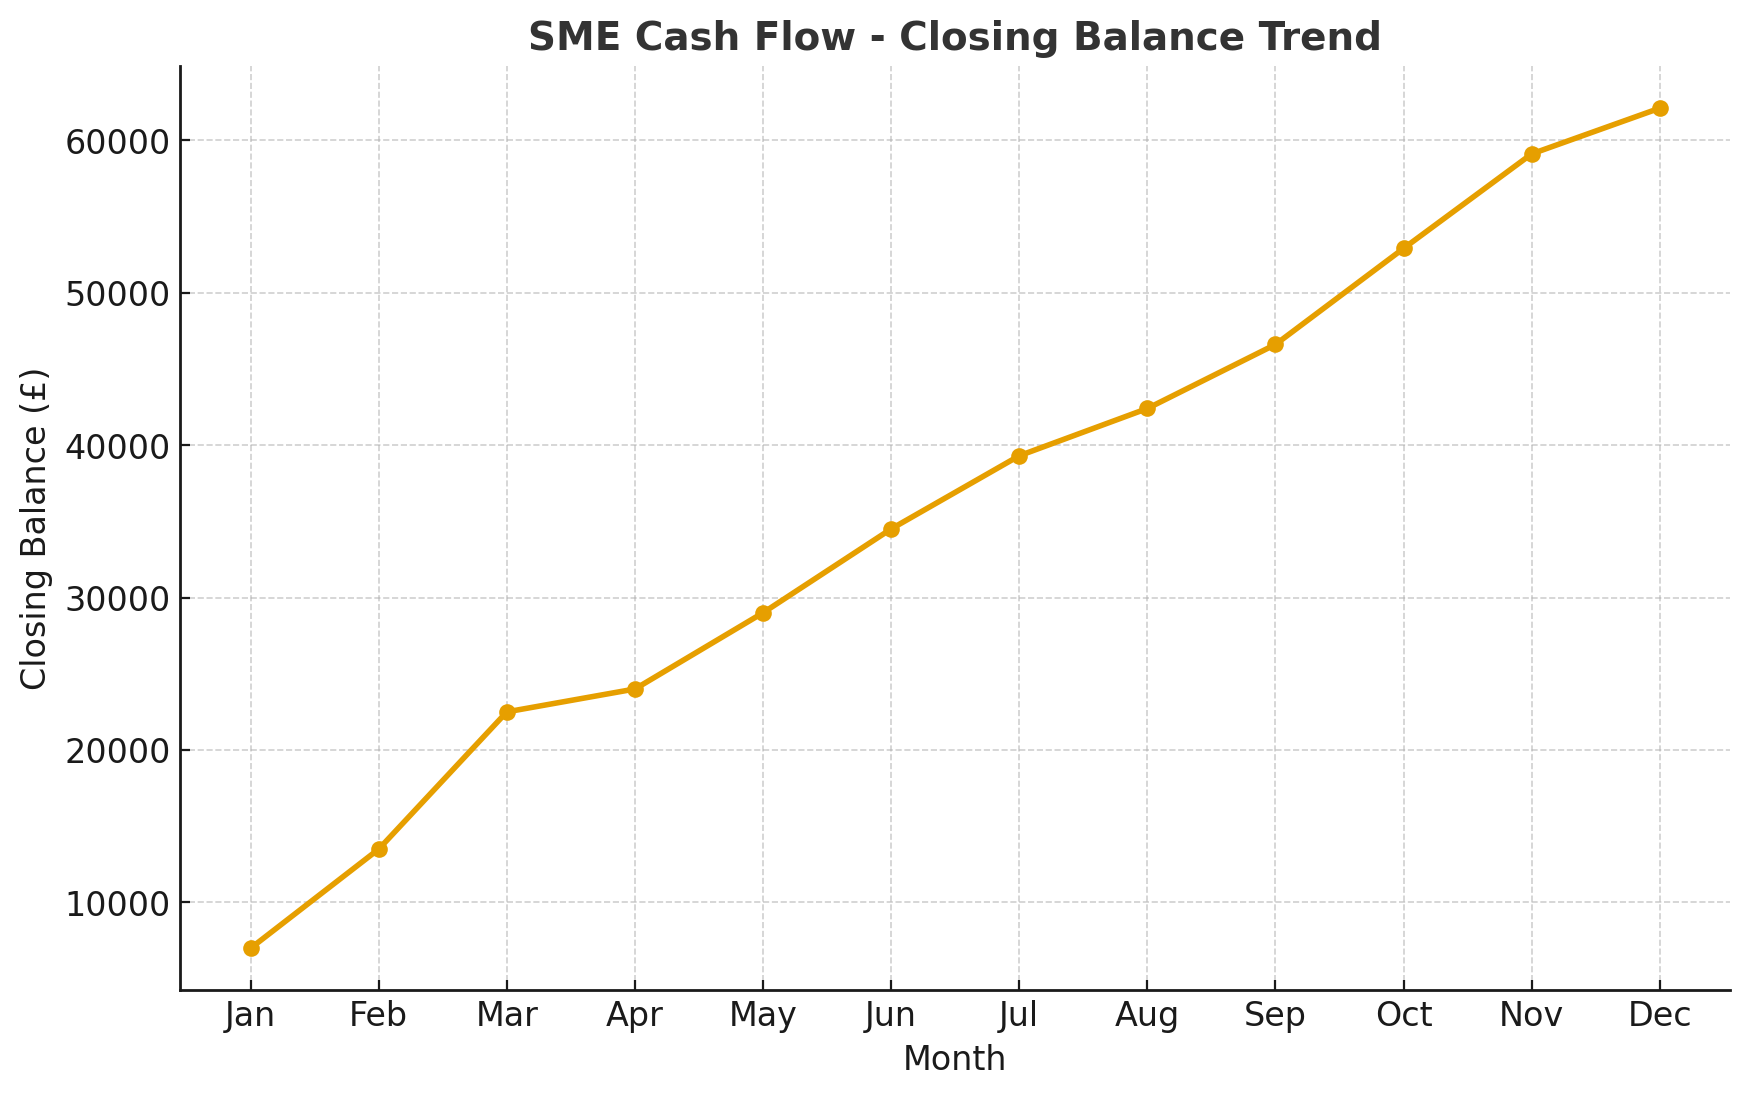 SME Cash Flow - Closing Balance Trend
Closing Balance (£)
60000
50000
40000
30000
20000
10000
Jan Feb Mar Apr May Jun Jul Aug Sep Oct Nov Dec
Month